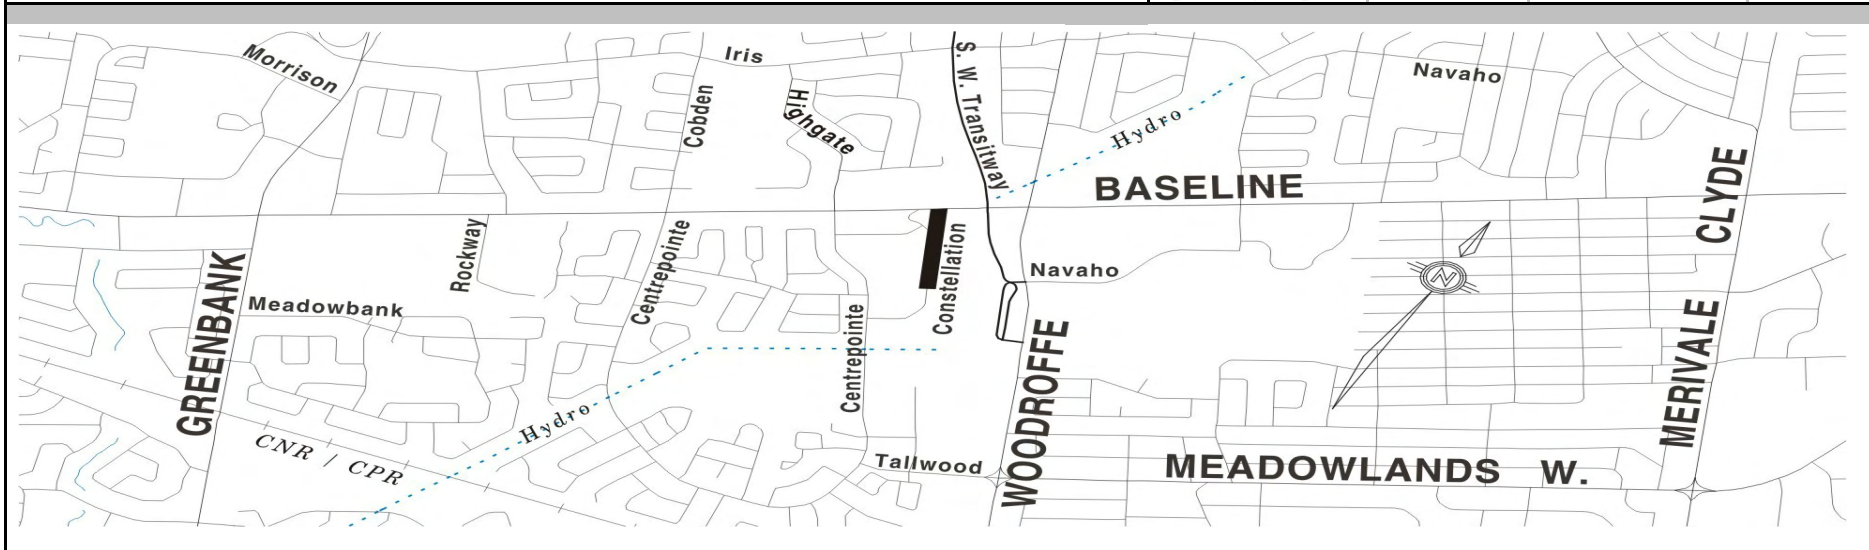 Morrison
Iris
S. W. Transitway
Navaho
Cobden
Highgate
Hydro
BASELINE
CLYDE
Rockway
Centrepointe
Constellation
Navaho
N
GREENBANK
Meadowbank
Centrepointe
WOODROFFE
MERIVALE
Hydro
CNR / CPR
Tallwood
MEADOWLANDS W.